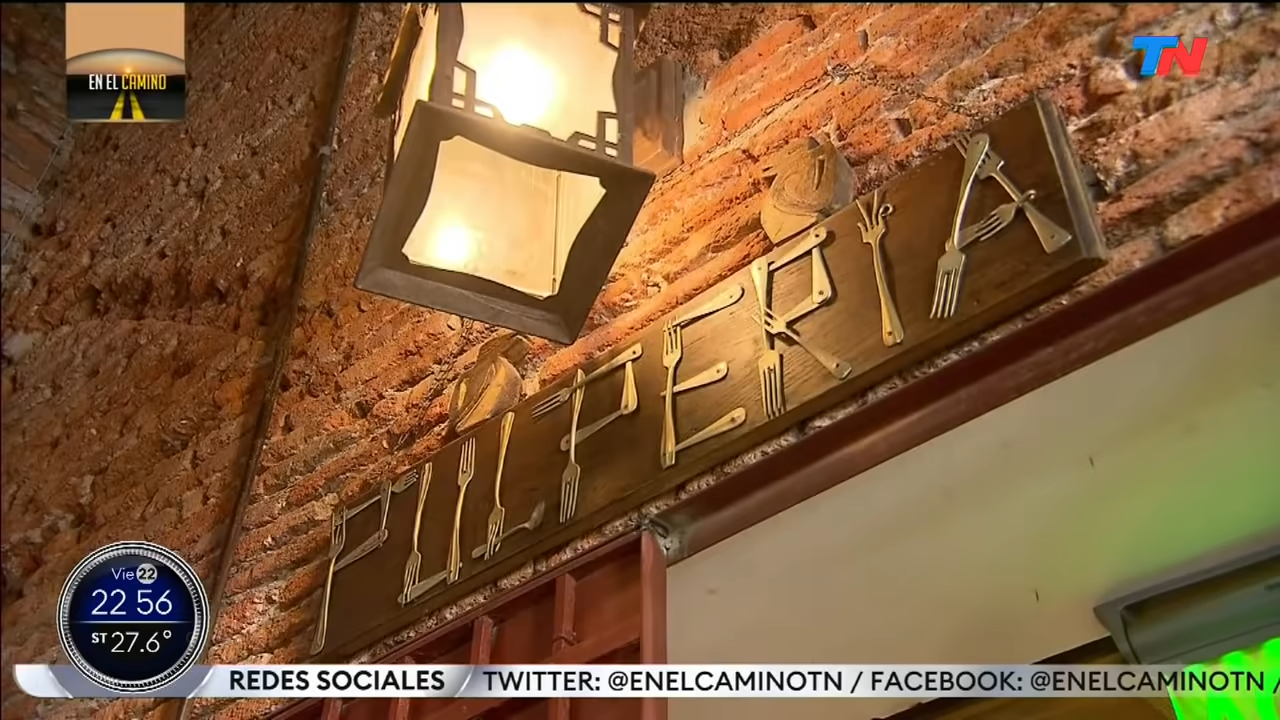 EN EL CAMINO
TN
PULPERIA
Vie 22
22 56
ST 27.6°
REDES SOCIALES
TWITTER: @ENELCAMINOTN / FACEBOOK: @ENELCAMINOTN /